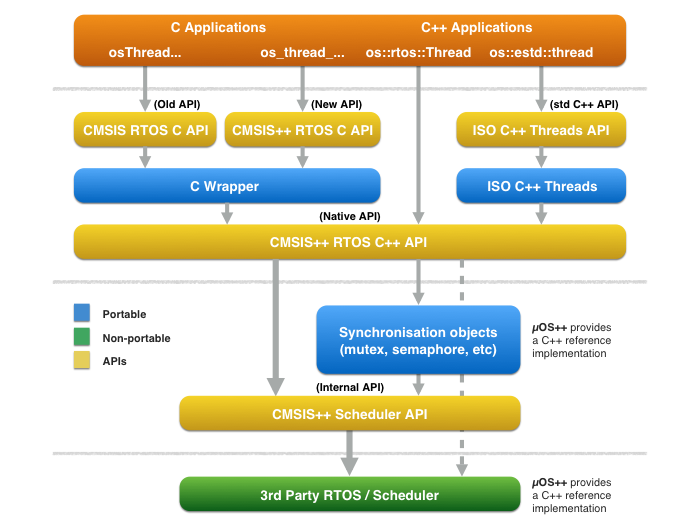 C Applications
C++ Applications
osThread...
os_thread_...
os::rtos::Thread
os::estd::thread
(Old API)
(New API)
(std C++ API)
CMSIS RTOS C API
CMSIS++ RTOS C API
ISO C++ Threads API
C Wrapper
ISO C++ Threads
(Native API)
CMSIS++ RTOS C++ API
Portable
Non-portable
APIs
Synchronisation objects
(mutex, semaphore, etc)
µOS++ provides
a C++ reference
implementation
(Internal API)
CMSIS++ Scheduler API
3rd Party RTOS / Scheduler
µOS++ provides
a C++ reference
implementation